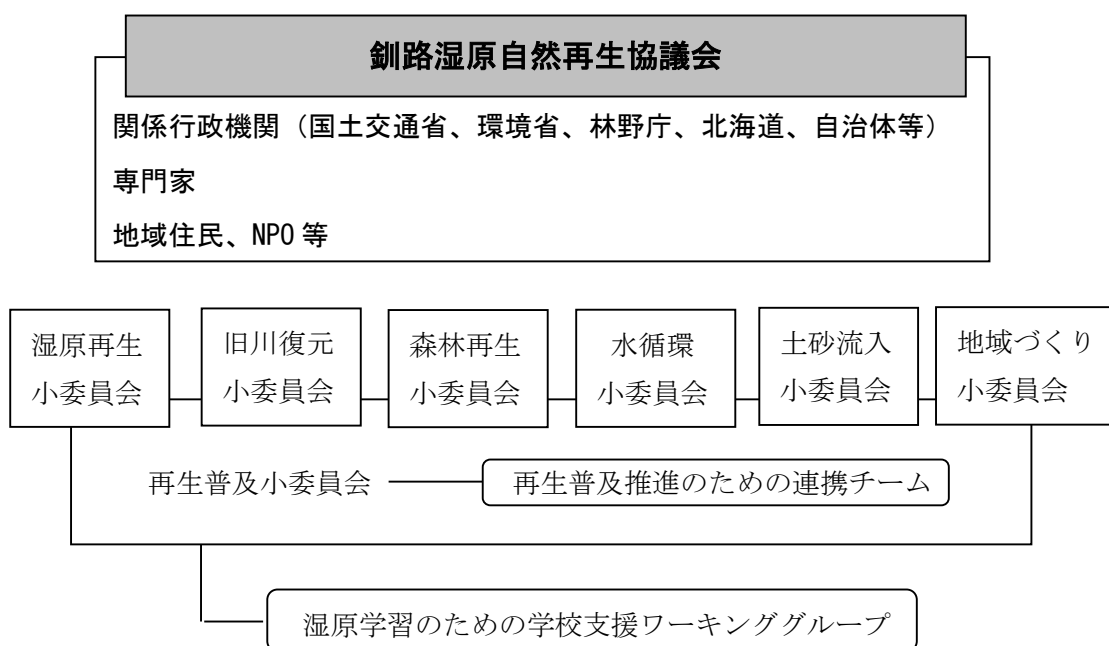 釧路湿原自然再生協議会
関係行政機関（国土交通省、環境省、林野庁、北海道、自治体等）
専門家
地域住民、NPO 等
湿原再生
小委員会
旧川復元
小委員会
森林再生
小委員会
水循環
小委員会
土砂流入
小委員会
地域づくり
小委員会
再生普及小委員会
再生普及推進のための連携チーム
湿原学習のための学校支援ワーキンググループ